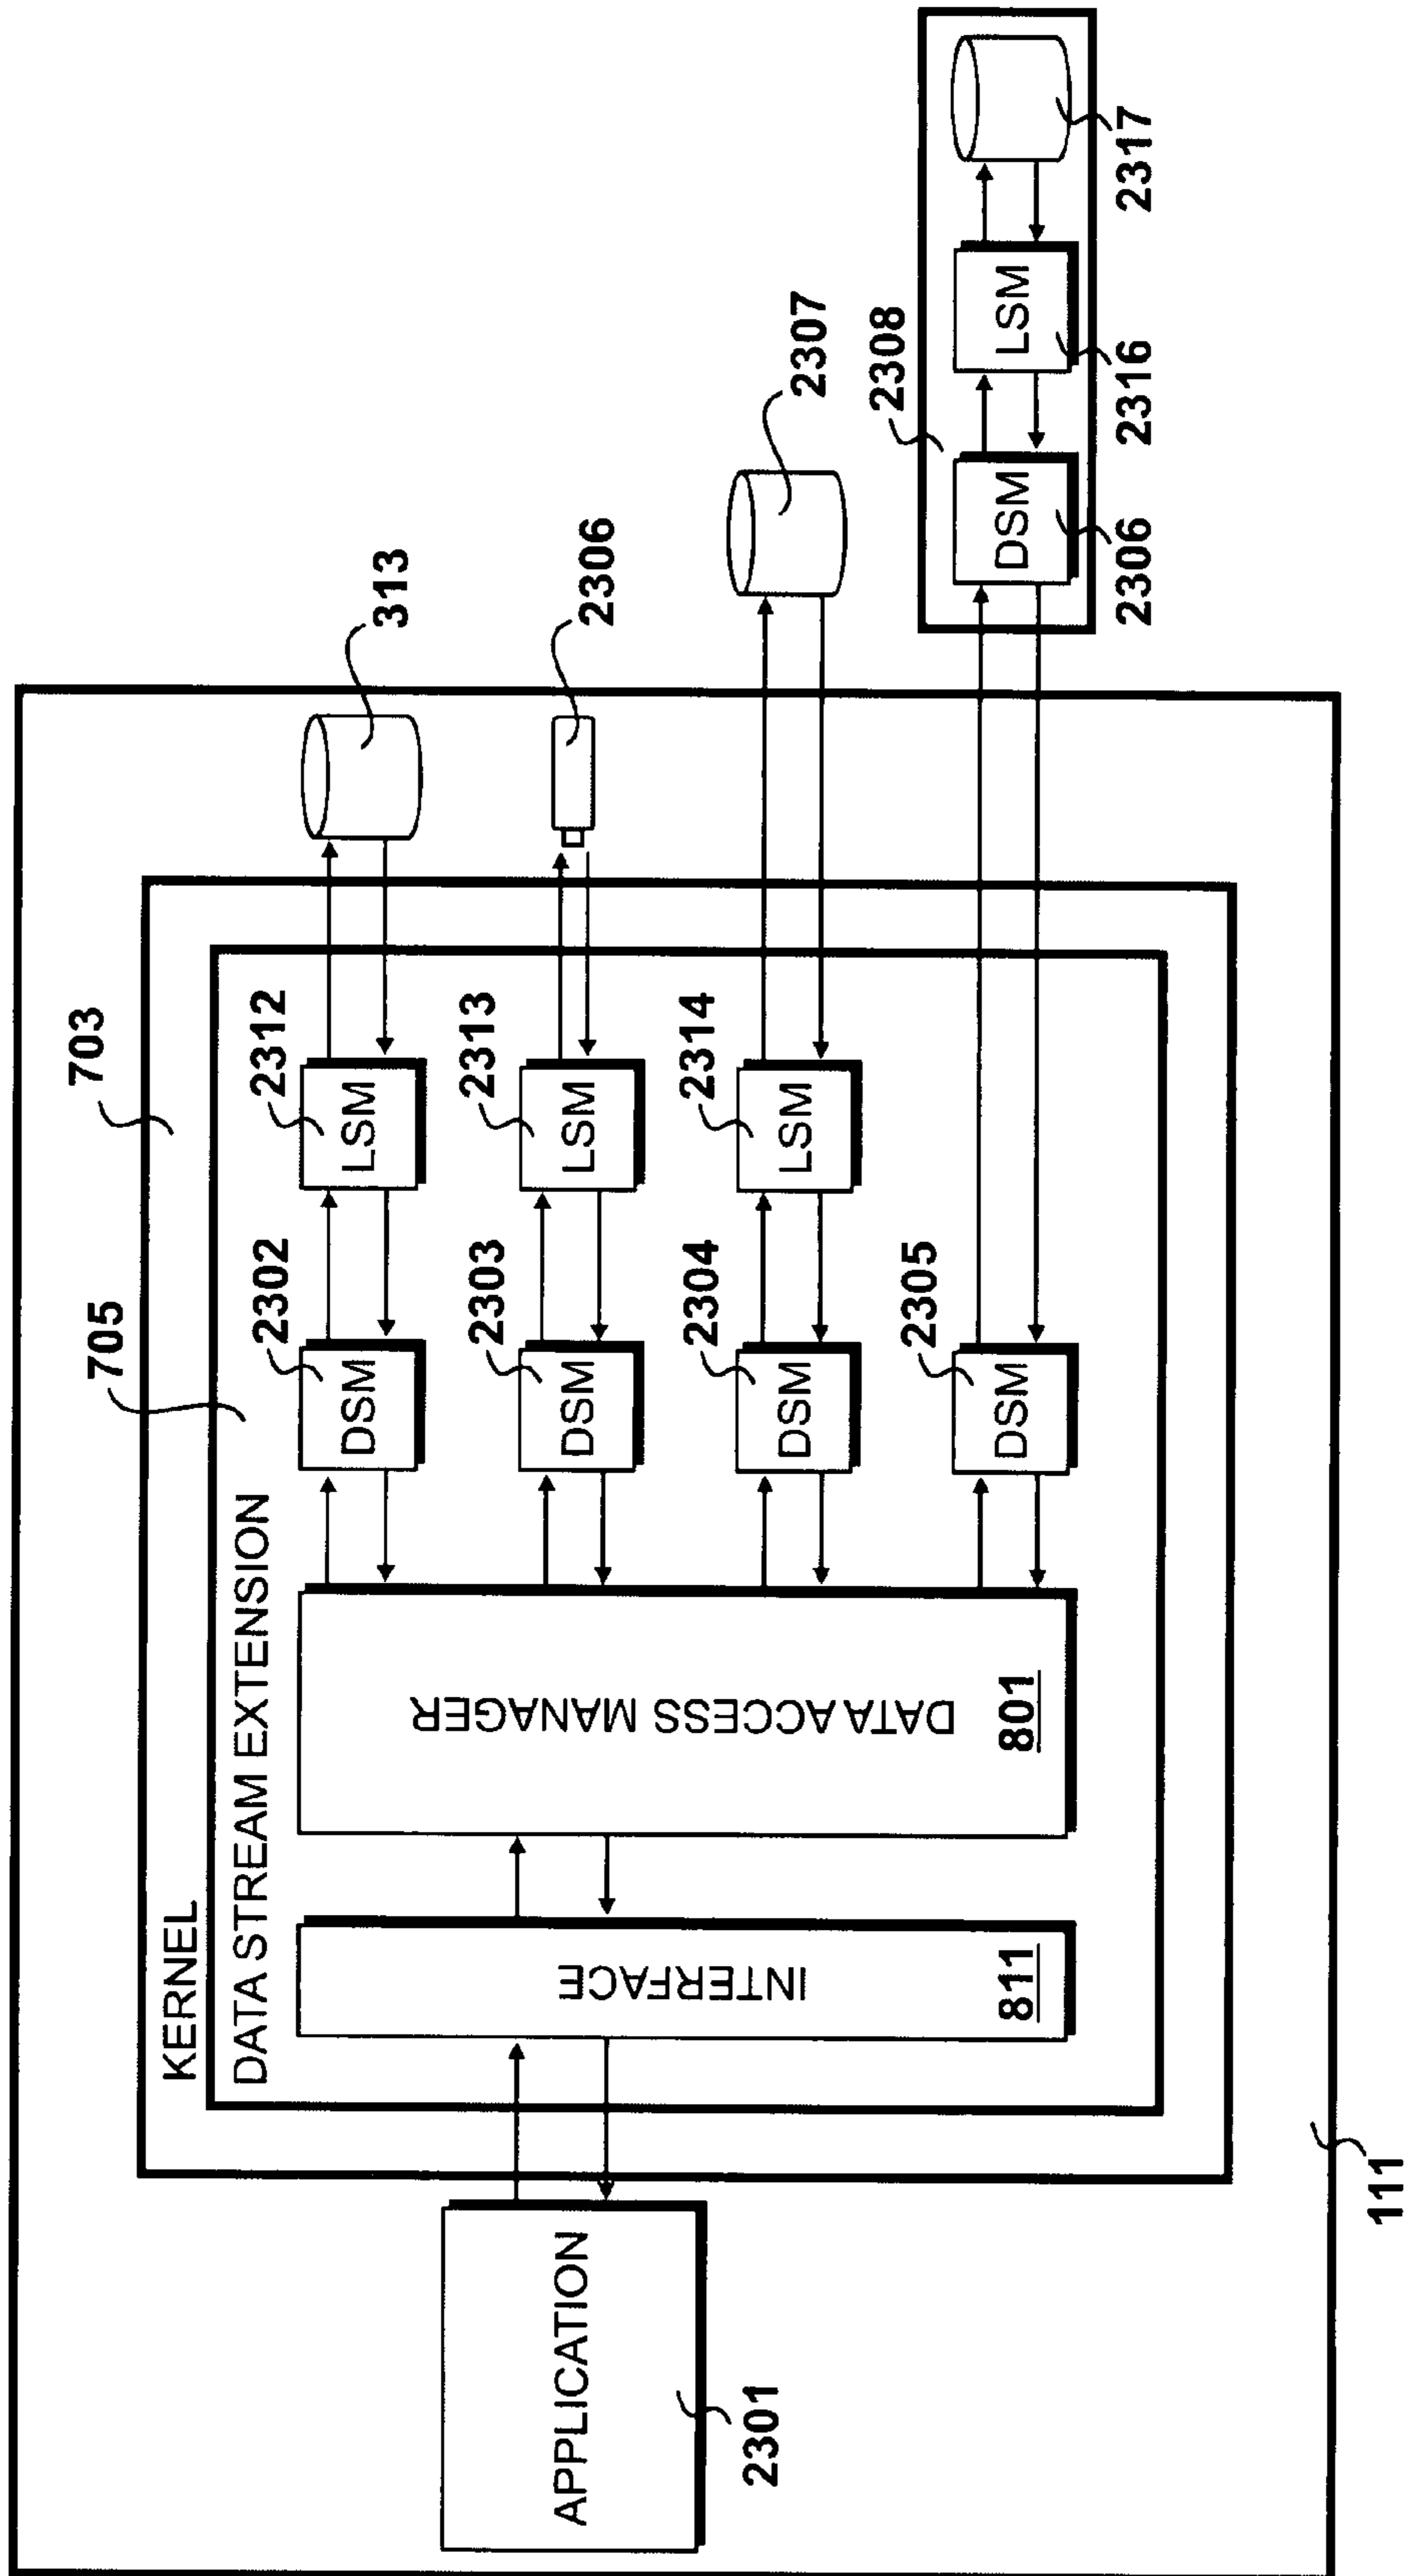 KERNEL
703
DATA STREAM EXTENSION
705
APPLICATION
2301
INTERFACE
811
DATA ACCESS MANAGER
801
DSM
2302
LSM
2312
313
DSM
2303
LSM
2313
2306
DSM
2304
LSM
2314
2307
DSM
2305
2308
DSM
2306
LSM
2316
2317
111